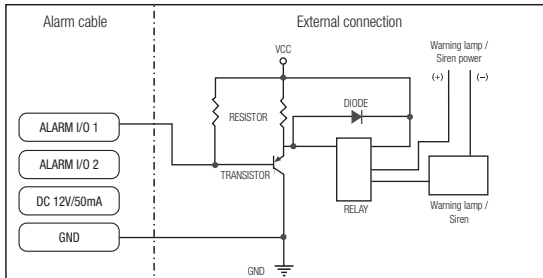 Alarm cable
External connection
VCC
Warning lamp /
Siren power
(+)
(−)
DIODE
RESISTOR
ALARM I/O 1
ALARM I/O 2
TRANSISTOR
DC 12V/50mA
RELAY
Warning lamp /
Siren
GND
GND